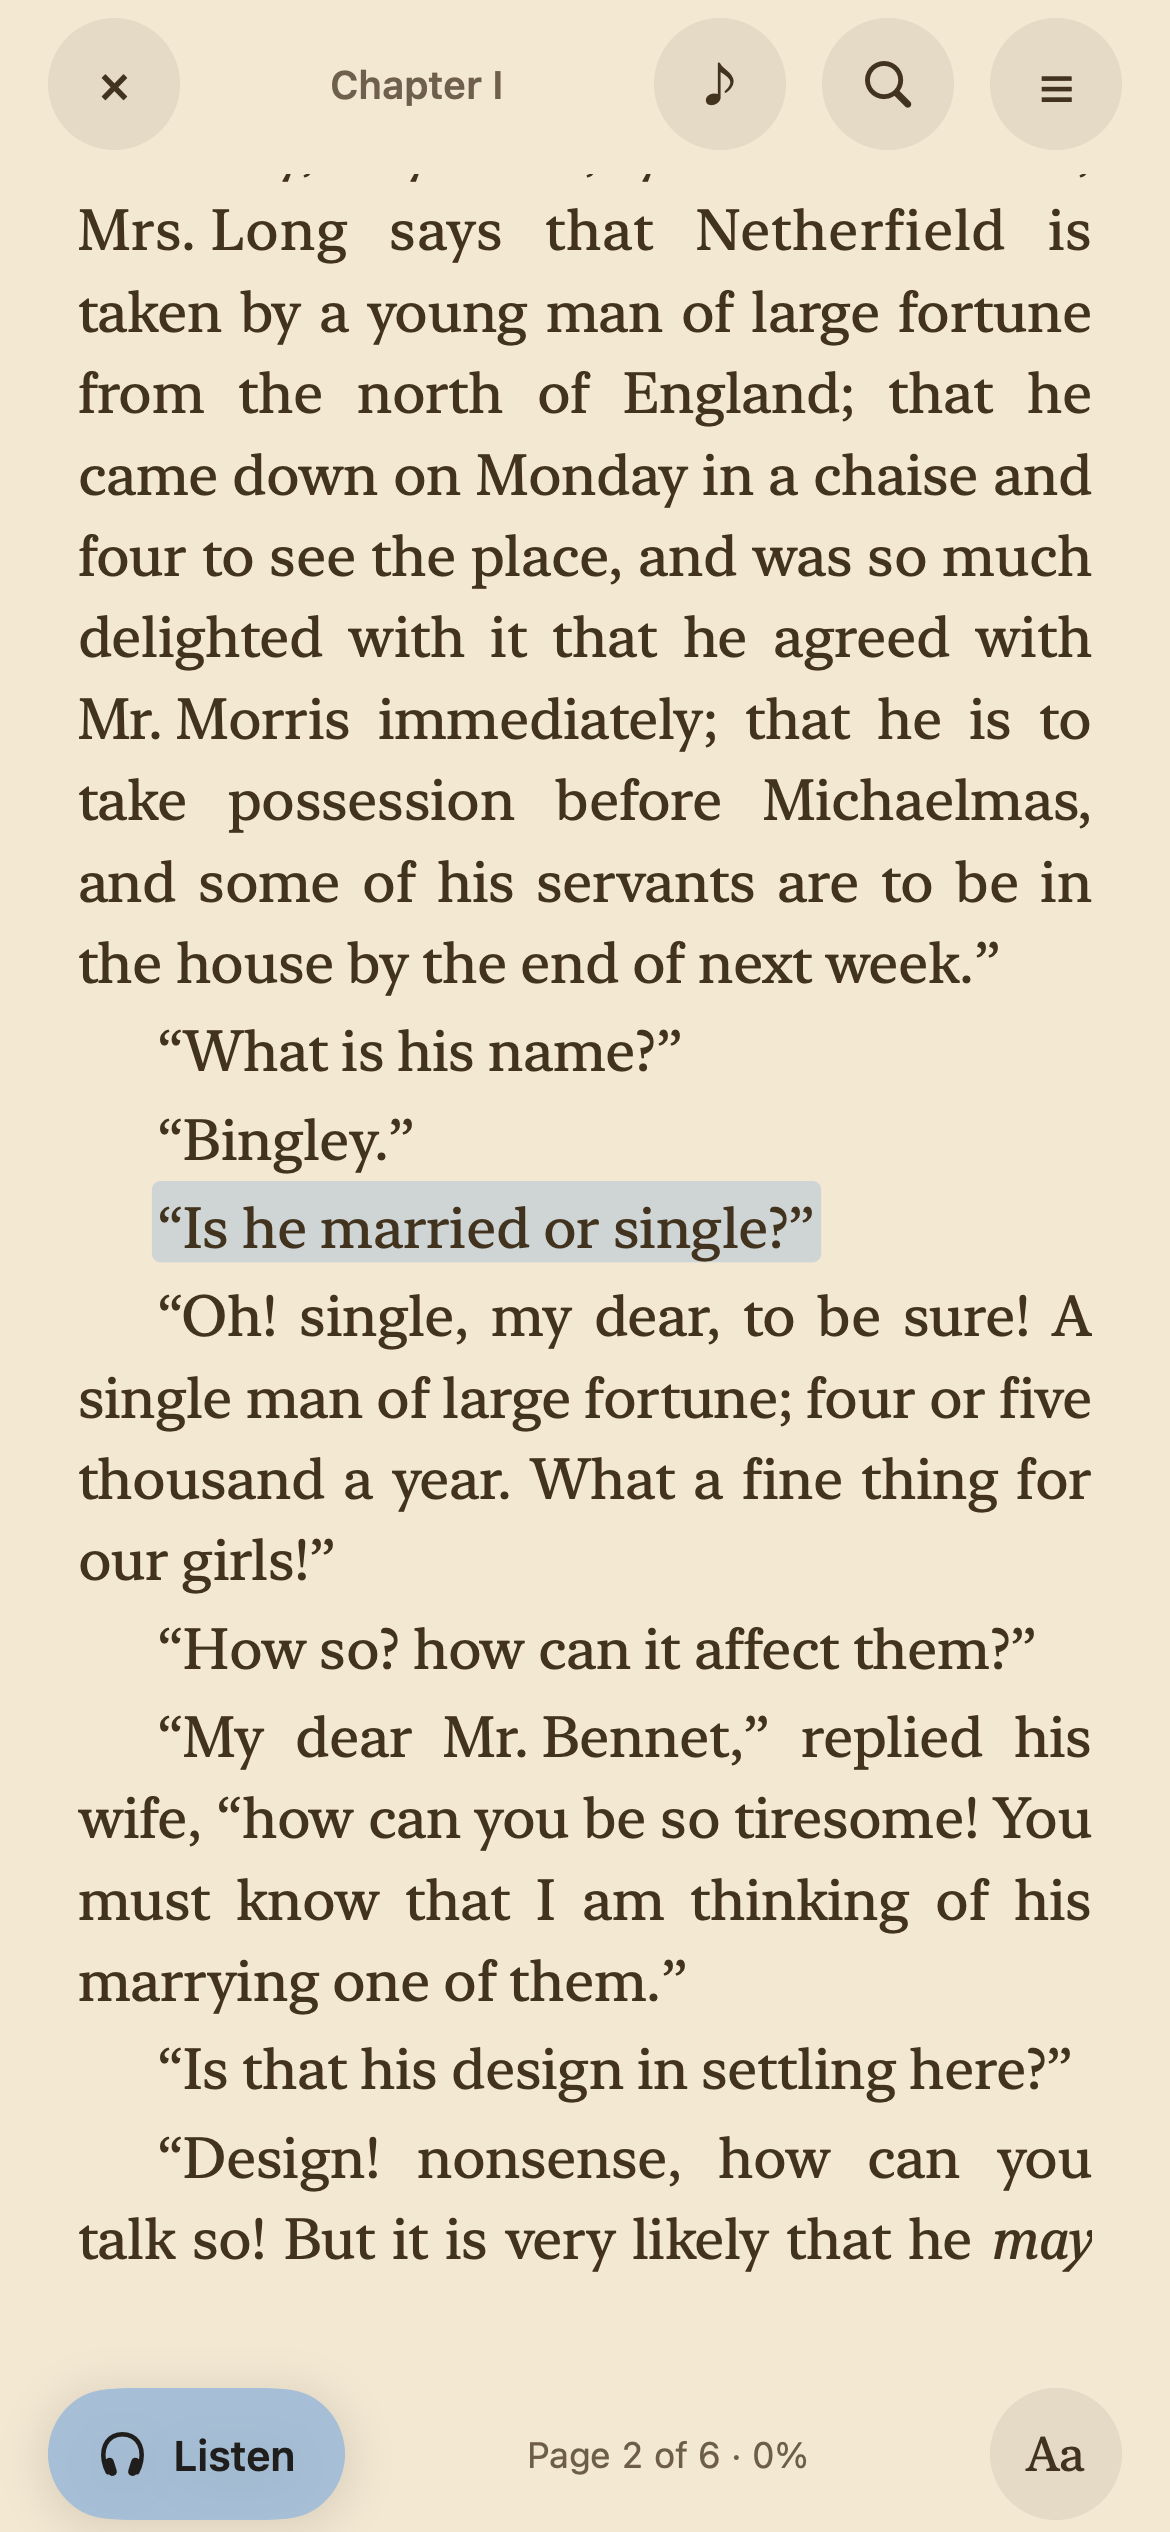 Chapter I
Mrs. Long says that Netherfield is
taken by a young man of large fortune
from the north of England; that he
came down on Monday in a chaise and
four to see the place, and was so much
delighted with it that he agreed with
Mr. Morris immediately; that he is to
take possession before Michaelmas,
and some of his servants are to be in
the house by the end of next week.”
“What is his name?”
“Bingley.”
“Is he married or single?”
“Oh! single, my dear, to be sure! A
single man of large fortune; four or five
thousand a year. What a fine thing for
our girls!”
“How so? how can it affect them?”
“My dear Mr. Bennet,” replied his
wife, “how can you be so tiresome! You
must know that I am thinking of his
marrying one of them.”
“Is that his design in settling here?”
“Design! nonsense, how can you
talk so! But it is very likely that he may
Listen
Page 2 of 6 · 0%
Aa